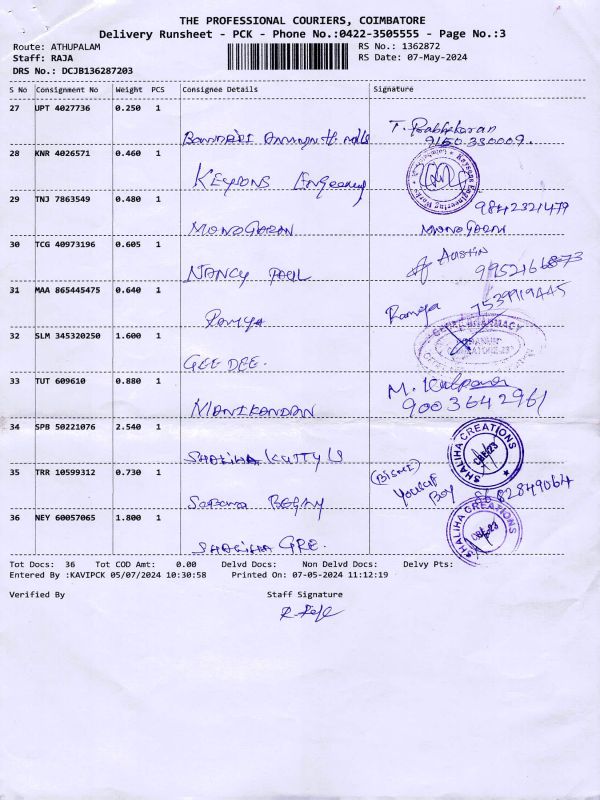 THE PROFESSIONAL COURIERS, COIMBATORE
Delivery Runsheet - PCK - Phone No.:0422-3505555 - Page No.:3
Route: ATHUPALAM
RS No.: 1362872
Staff: RAJA
RS Date: 07-May-2024
DRS No.: DCJB136287203
S No Consignment No Weight PCS Consignee Details Signature
27 UPT 4027736 0.250 1
T. Prabhakaran
9150330009.
28 KNR 4026571 0.460 1 KEYSONS Engineering
Keysons Engineering Works
29 TNJ 7863549 0.480 1 MONOGARAN
9842321479
MONOGARAN
30 TCG 40973196 0.605 1 NANCY PAUL
Austin
9952166873
31 MAA 865445475 0.640 1 RAMYA
Ramya 7539919445
32 SLM 345320250 1.600 1 GEE DEE.
PHARMACY
33 TUT 609610 0.880 1 MANIKANDAN
M. Kalpana
9003642961
34 SPB 50221076 2.540 1 SHALIHA
SHALIHA CREATIONS
35 TRR 10599312 0.730 1
Yousuf
Boy
8682849064
36 NEY 60057065 1.800 1 SHALIHA CRE.
SHALIHA CREATIONS
Tot Docs: 36 Tot COD Amt: 0.00 Delvd Docs: Non Delvd Docs: Delvy Pts:
Entered By :KAVIPCK 05/07/2024 10:30:58 Printed On: 07-05-2024 11:12:19
Verified By Staff Signature